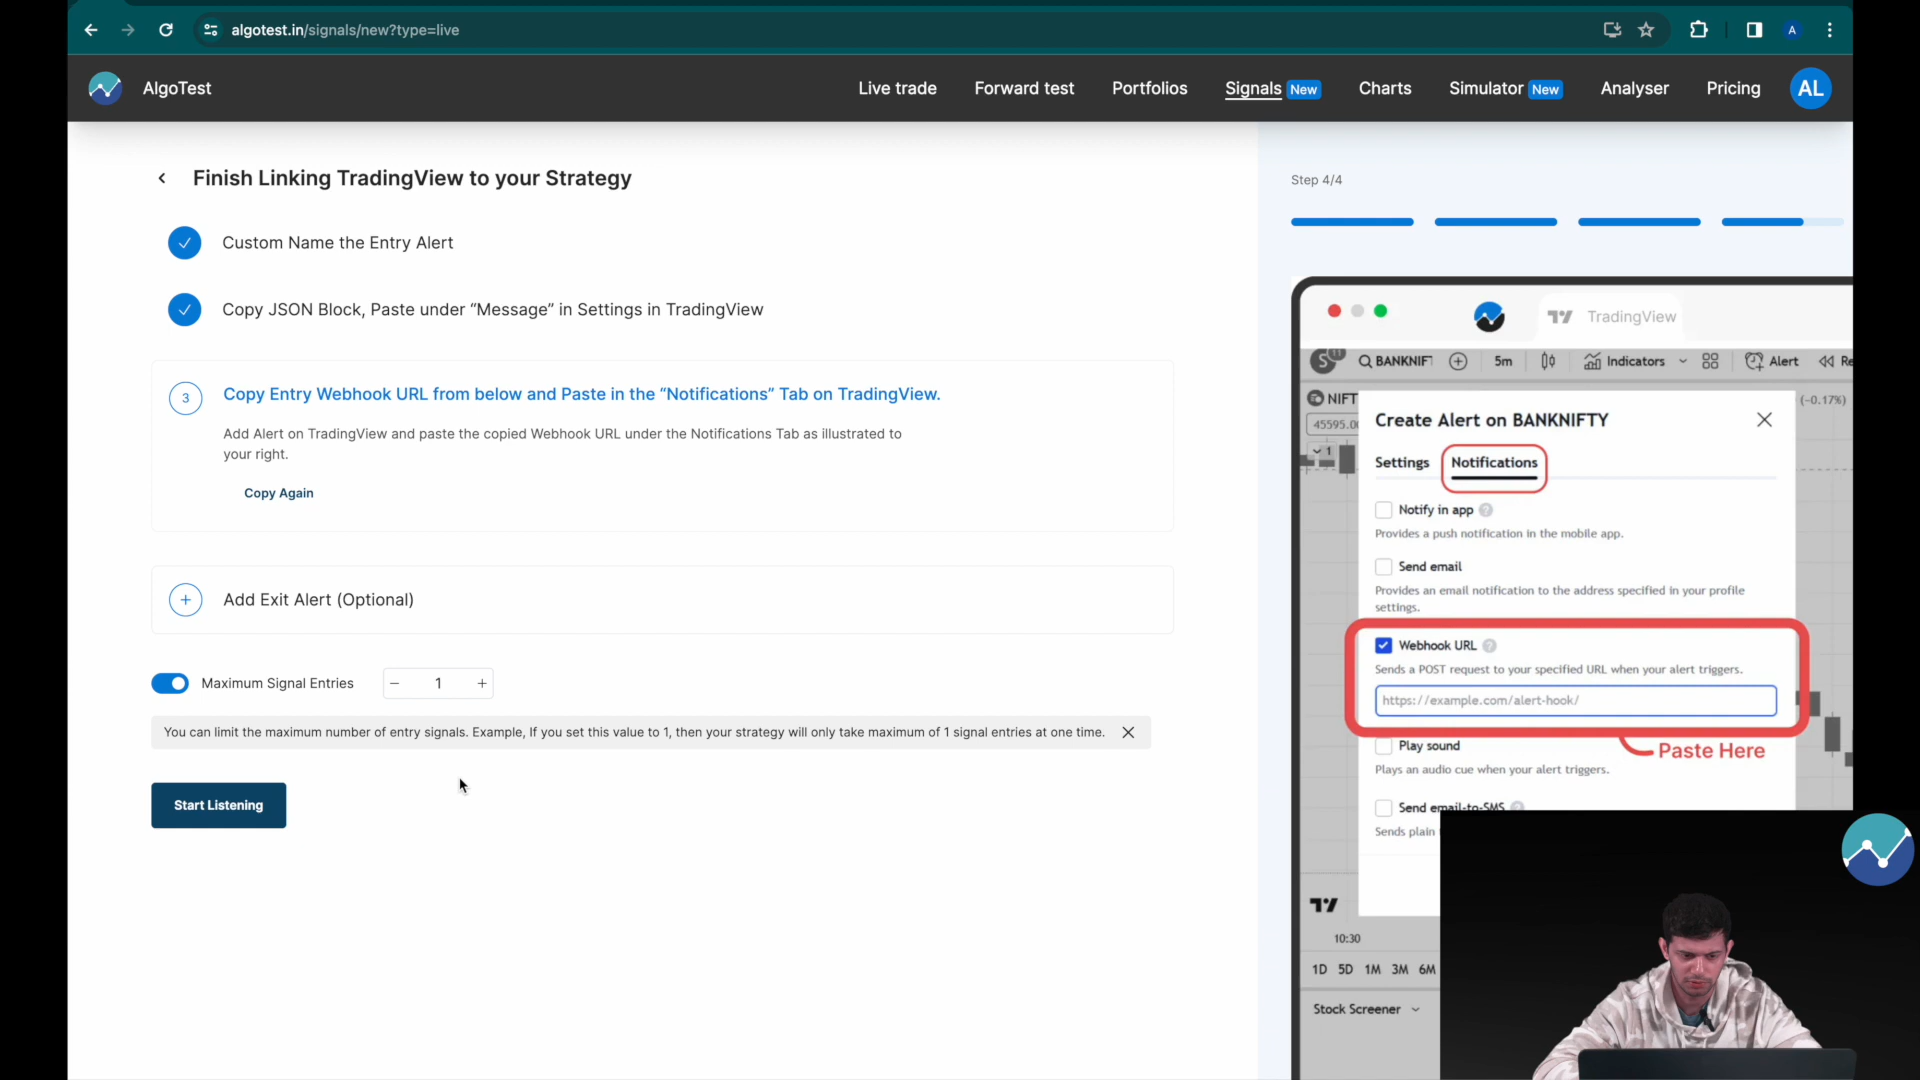 algotest.in/signals/new?type=live
A
AlgoTest
Live trade
Forward test
Portfolios
Signals New
Charts
Simulator New
Analyser
Pricing
AL
Finish Linking TradingView to your Strategy
Step 4/4
Custom Name the Entry Alert
Copy JSON Block, Paste under “Message” in Settings in TradingView
3
Copy Entry Webhook URL from below and Paste in the “Notifications” Tab on TradingView.
Add Alert on TradingView and paste the copied Webhook URL under the Notifications Tab as illustrated to
your right.
Copy Again
Add Exit Alert (Optional)
Maximum Signal Entries
1
You can limit the maximum number of entry signals. Example, If you set this value to 1, then your strategy will only take maximum of 1 signal entries at one time.
Start Listening
TradingView
S 11
BANKNIF
5m
Indicators
Alert
Re
NIFT
(−0.17%)
45595.0
1
Create Alert on BANKNIFTY
Settings
Notifications
Notify in app
Provides a push notification in the mobile app.
Send email
Provides an email notification to the address specified in your profile
settings.
Webhook URL
Sends a POST request to your specified URL when your alert triggers.
https://example.com/alert-hook/
Paste Here
Play sound
Plays an audio cue when your alert triggers.
Send email-to-SMS
Sends plain
10:30
1D 5D 1M 3M 6M
Stock Screener